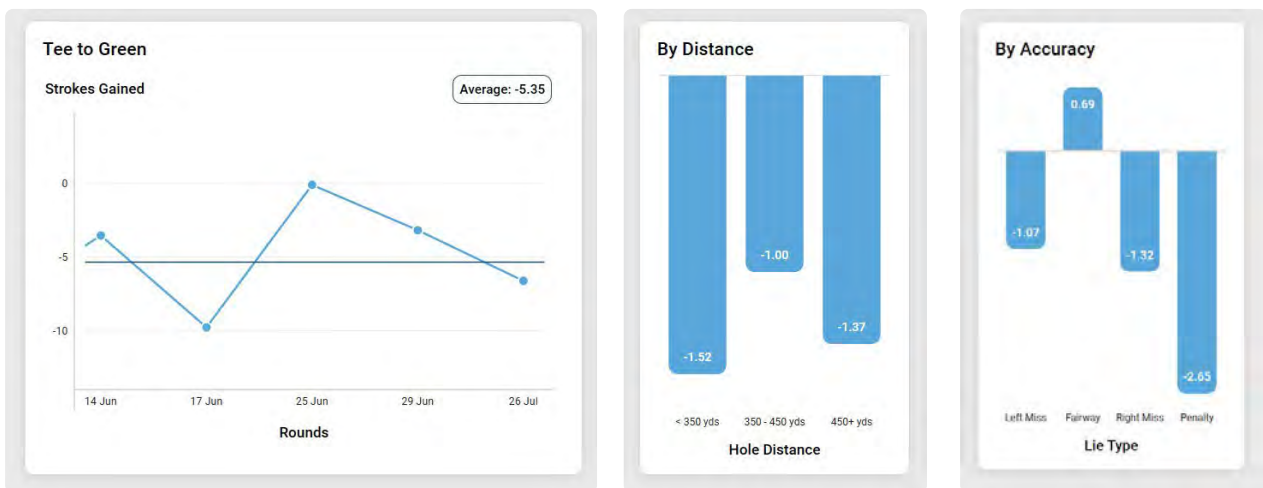 Tee to Green
Strokes Gained
Average: -5.35
0
-5
-10
14 Jun
17 Jun
25 Jun
29 Jun
26 Jul
Rounds
By Distance
-1.52
-1.00
-1.37
< 350 yds
350 - 450 yds
450+ yds
Hole Distance
By Accuracy
0.69
-1.07
-1.32
-2.65
Left Miss
Fairway
Right Miss
Penalty
Lie Type